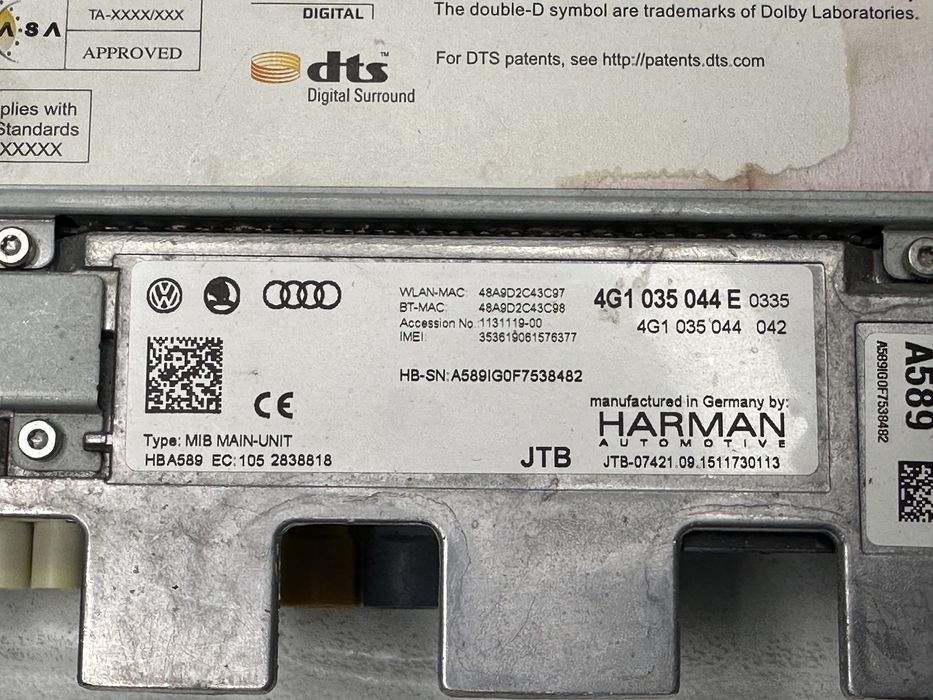 ASA
TA-XXXX/XXX
APPROVED
DIGITAL
The double-D symbol are trademarks of Dolby Laboratories.
dts™
Digital Surround
For DTS patents, see http://patents.dts.com
plies with
Standards
XXXXX
WLAN-MAC: 48A9D2C43C97
BT-MAC: 48A9D2C43C98
Accession No.:1131119-00
IMEI: 353619061576377
4G1 035 044 E 0335
4G1 035 044 042
HB-SN:A589IG0F7538482
CE
manufactured in Germany by:
HARMAN
AUTOMOTIVE
Type: MIB MAIN-UNIT
HBA589 EC:105 2838818
JTB
JTB-07421.09.1511730113
A589
A589IG0F7538482